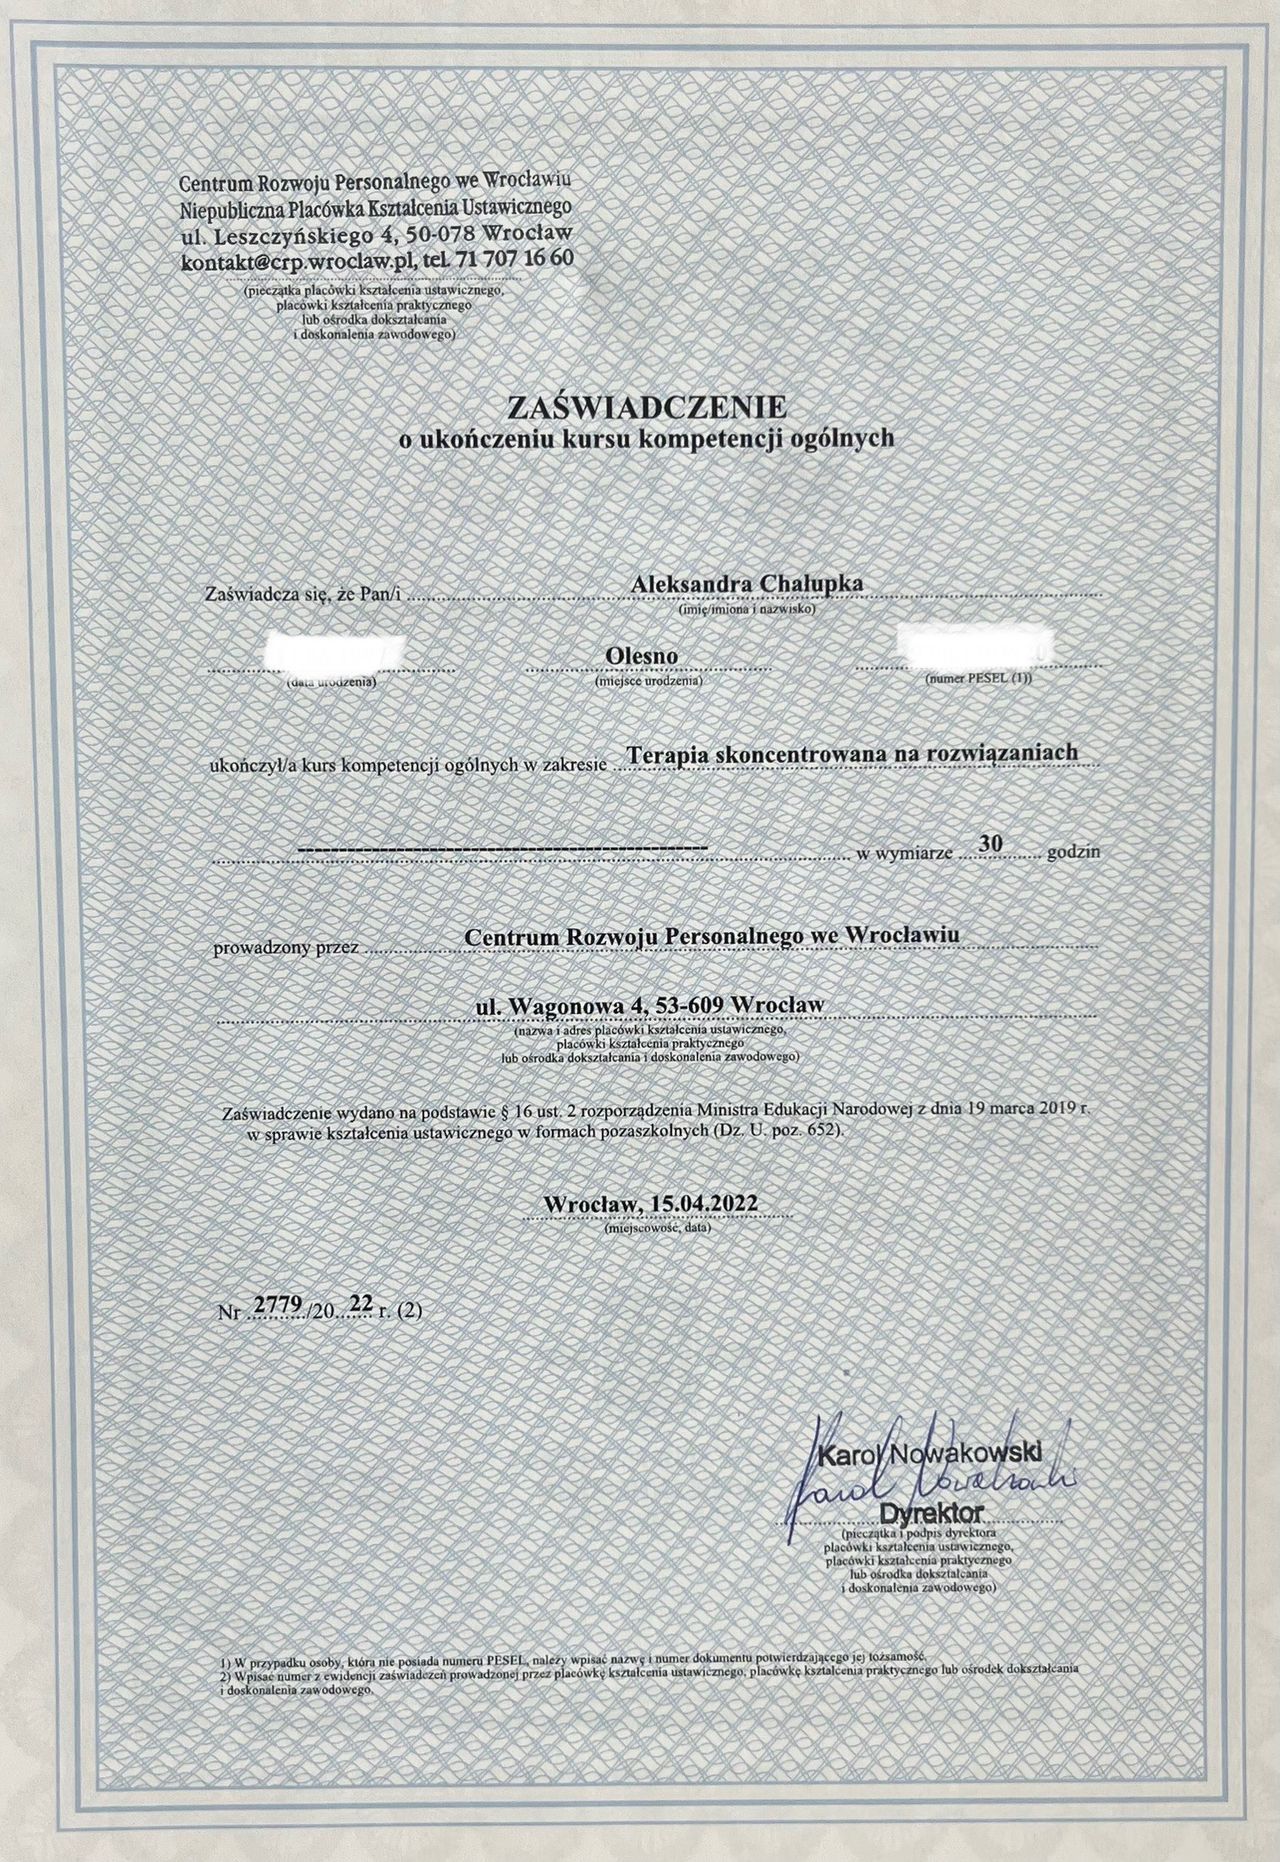 Centrum Rozwoju Personalnego we Wrocławiu
Niepubliczna Placówka Kształcenia Ustawicznego
ul. Leszczyńskiego 4, 50-078 Wrocław
kontakt@crp.wroclaw.pl, tel. 71 707 16 60
(pieczątka placówki kształcenia ustawicznego,
placówki kształcenia praktycznego
lub ośrodka dokształcania
i doskonalenia zawodowego)
ZAŚWIADCZENIE
o ukończeniu kursu kompetencji ogólnych
Zaświadcza się, że Pan/i Aleksandra Chałupka
(imię/imiona i nazwisko)
Olesno
(data urodzenia) (miejsce urodzenia) (numer PESEL (1))
ukończył/a kurs kompetencji ogólnych w zakresie Terapia skoncentrowana na rozwiązaniach
w wymiarze 30 godzin
prowadzony przez Centrum Rozwoju Personalnego we Wrocławiu
ul. Wagonowa 4, 53-609 Wrocław
(nazwa i adres placówki kształcenia ustawicznego,
placówki kształcenia praktycznego
lub ośrodka dokształcania i doskonalenia zawodowego)
Zaświadczenie wydano na podstawie § 16 ust. 2 rozporządzenia Ministra Edukacji Narodowej z dnia 19 marca 2019 r.
w sprawie kształcenia ustawicznego w formach pozaszkolnych (Dz. U. poz. 652).
Wrocław, 15.04.2022
(miejscowość, data)
Nr 2779/2022 r. (2)
Karol Nowakowski
Karol Nowakowski
Dyrektor
(pieczątka i podpis dyrektora
placówki kształcenia ustawicznego,
placówki kształcenia praktycznego
lub ośrodka dokształcania
i doskonalenia zawodowego)
1) W przypadku osoby, która nie posiada numeru PESEL, należy wpisać nazwę i numer dokumentu potwierdzającego jej tożsamość.
2) Wpisać numer z ewidencji zaświadczeń prowadzonej przez placówkę kształcenia ustawicznego, placówkę kształcenia praktycznego lub ośrodek dokształcania
i doskonalenia zawodowego.